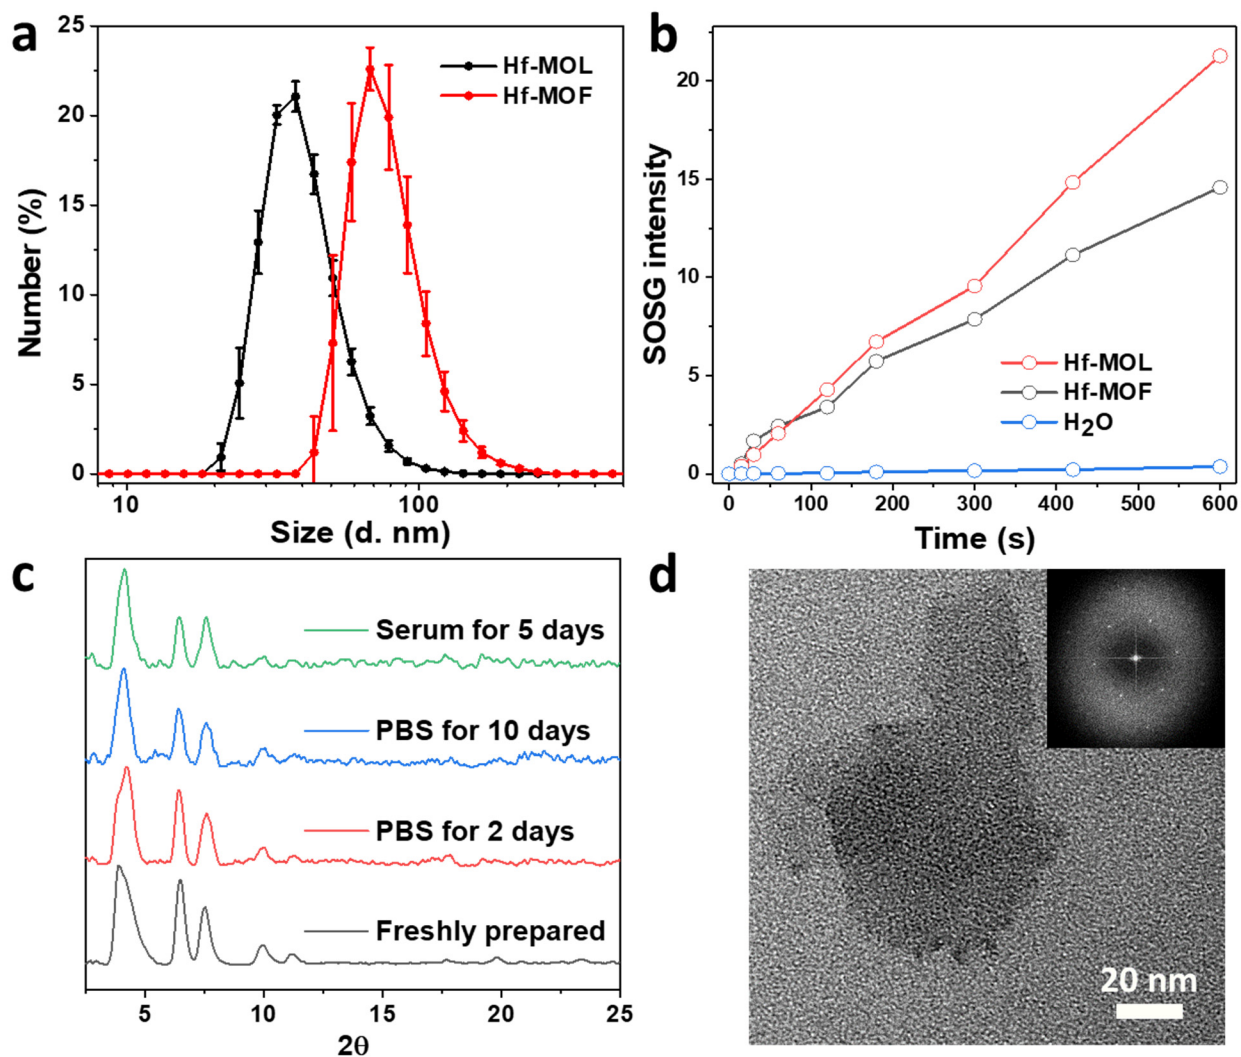 a
25
20
15
10
5
0
Number (%)
10
100
Size (d. nm)
Hf-MOL
Hf-MOF
b
20
15
10
5
0
SOSG intensity
0
100
200
300
400
500
600
Time (s)
Hf-MOL
Hf-MOF
H₂O
c
Serum for 5 days
PBS for 10 days
PBS for 2 days
Freshly prepared
5
10
15
20
25
2θ
d
20 nm